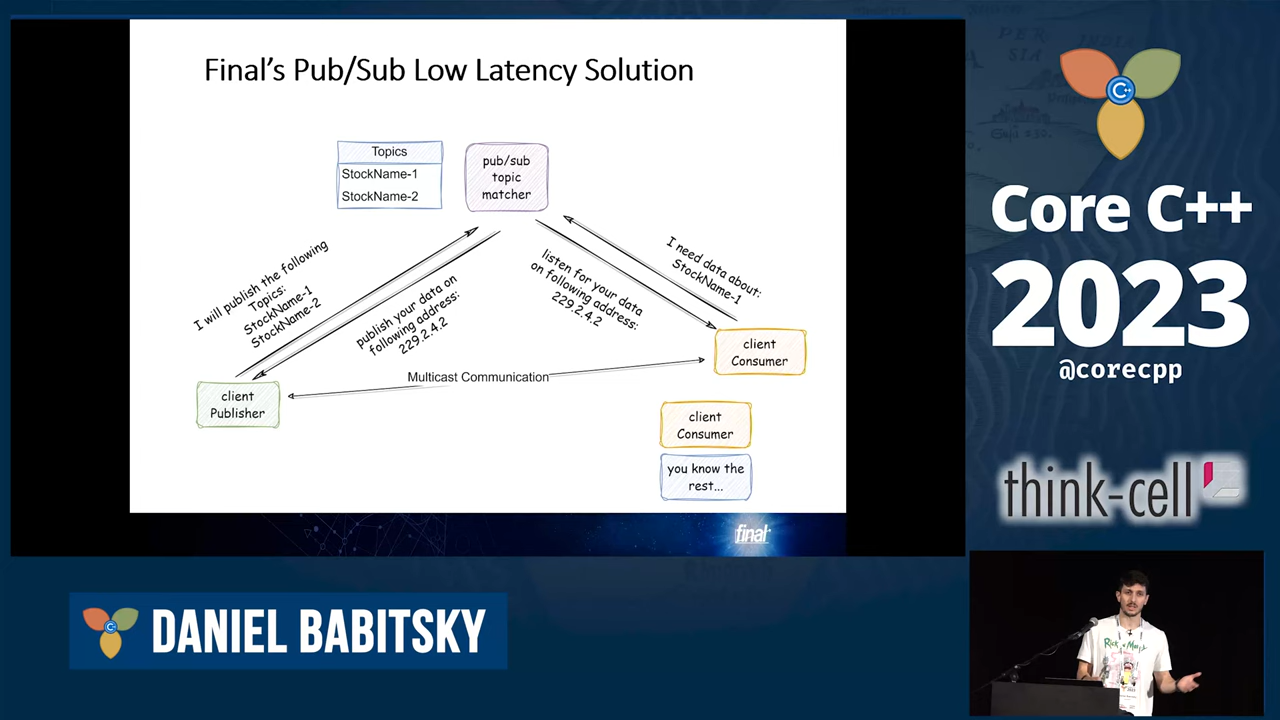 Final's Pub/Sub Low Latency Solution
Topics
StockName-1
StockName-2
pub/sub
topic
matcher
I will publish the following
Topics:
StockName-1
StockName-2
publish your data on
following address:
229.2.4.2
listen for your data
on following address:
229.2.4.2
I need data about:
StockName-1
client
Consumer
Multicast Communication
client
Publisher
client
Consumer
you know the
rest...
final
C++
Core C++
2023
@corecpp
think-cell
C++
DANIEL BABITSKY